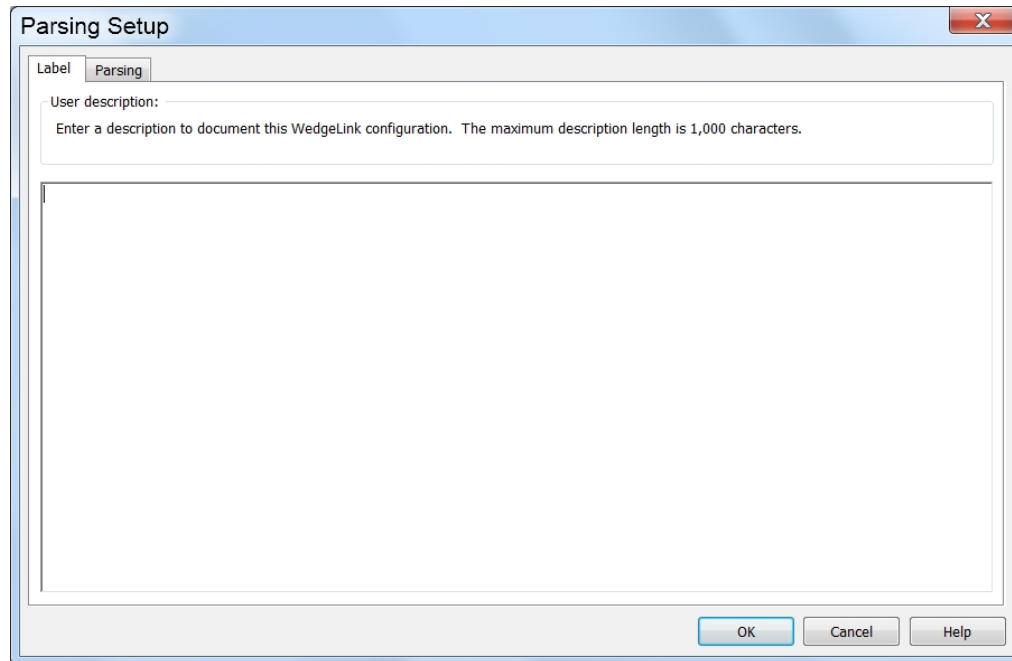 Parsing Setup
X
Label Parsing
User description:
Enter a description to document this WedgeLink configuration. The maximum description length is 1,000 characters.
OK Cancel Help